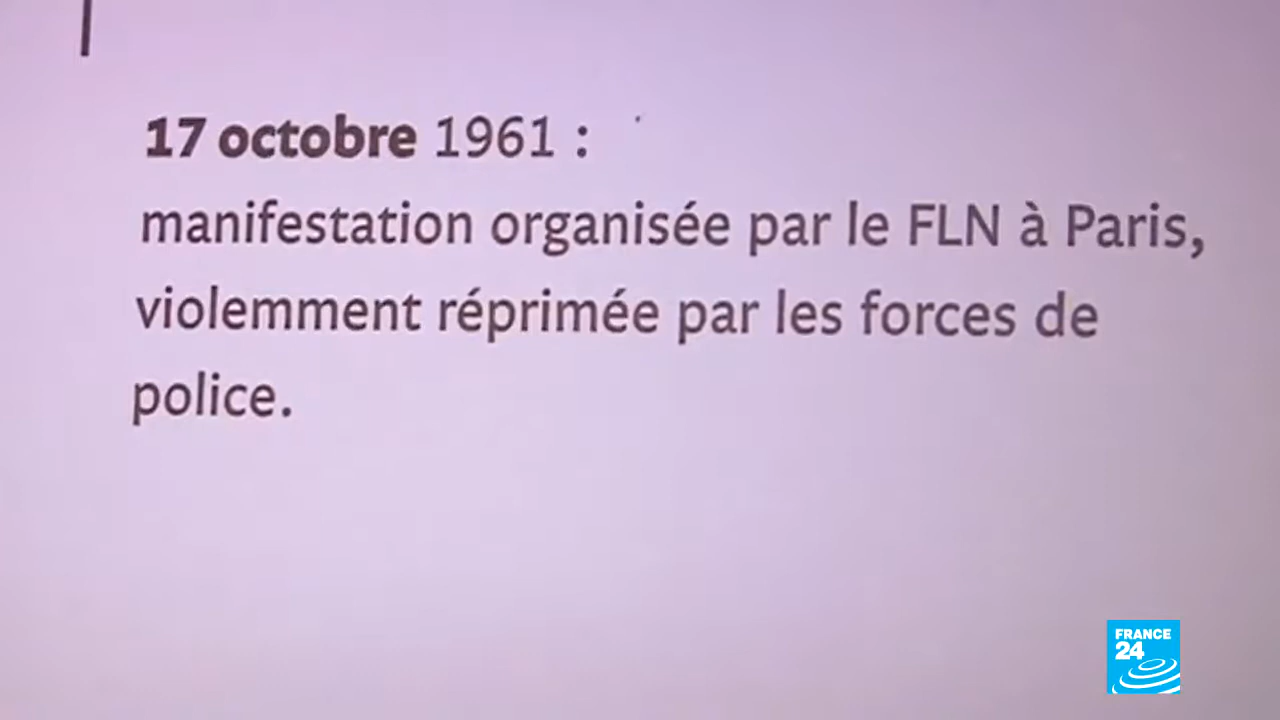 17 octobre 1961 :
manifestation organisée par le FLN à Paris,
violemment réprimée par les forces de
police.
FRANCE
24